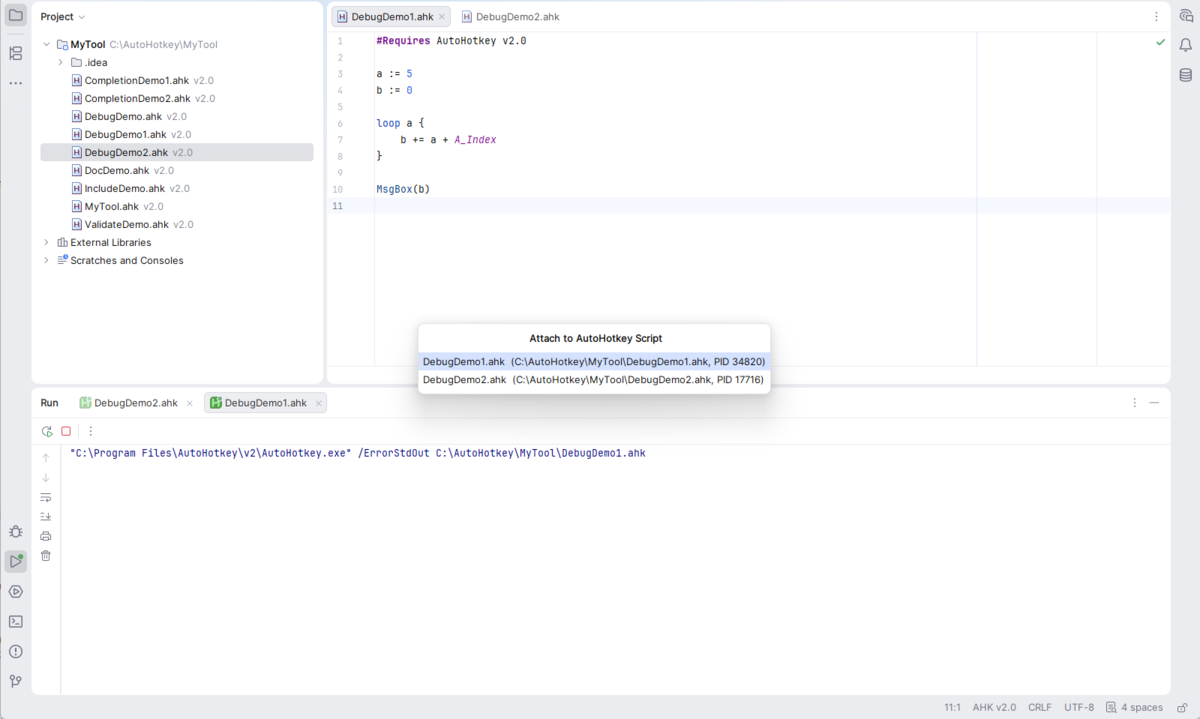 Project
MyTool C:\AutoHotkey\MyTool
.idea
CompletionDemo1.ahk v2.0
CompletionDemo2.ahk v2.0
DebugDemo.ahk v2.0
DebugDemo1.ahk v2.0
DebugDemo2.ahk v2.0
DocDemo.ahk v2.0
IncludeDemo.ahk v2.0
MyTool.ahk v2.0
ValidateDemo.ahk v2.0
External Libraries
Scratches and Consoles
DebugDemo1.ahk DebugDemo2.ahk
1 #Requires AutoHotkey v2.0
2
3 a := 5
4 b := 0
5
6 loop a {
7 b += a + A_Index
8 }
9
10 MsgBox(b)
11
Attach to AutoHotkey Script
DebugDemo1.ahk (C:\AutoHotkey\MyTool\DebugDemo1.ahk, PID 34820)
DebugDemo2.ahk (C:\AutoHotkey\MyTool\DebugDemo2.ahk, PID 17716)
Run DebugDemo2.ahk DebugDemo1.ahk
"C:\Program Files\AutoHotkey\v2\AutoHotkey.exe" /ErrorStdOut C:\AutoHotkey\MyTool\DebugDemo1.ahk
11:1 AHK v2.0 CRLF UTF-8 4 spaces